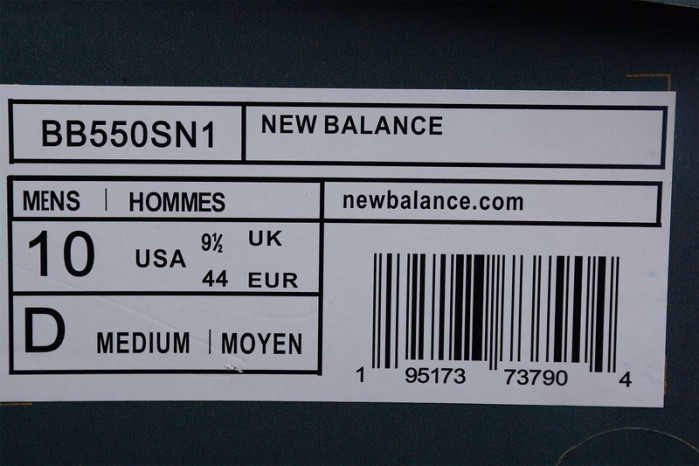 BB550SN1
NEW BALANCE
MENS | HOMMES
newbalance.com
10 USA 9½ UK
44 EUR
D MEDIUM | MOYEN
1 95173 73790 4